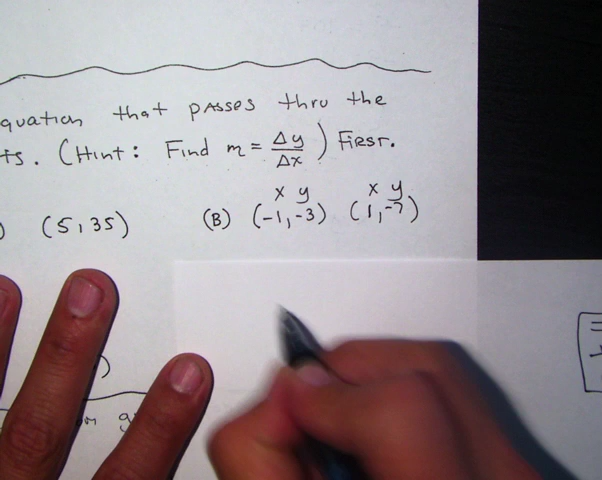 quation that passes thru the
ts. (Hint: Find m = Δy/Δx) First.
x y x y
) (5,35) (B) (-1,-3) (1,-7)
)